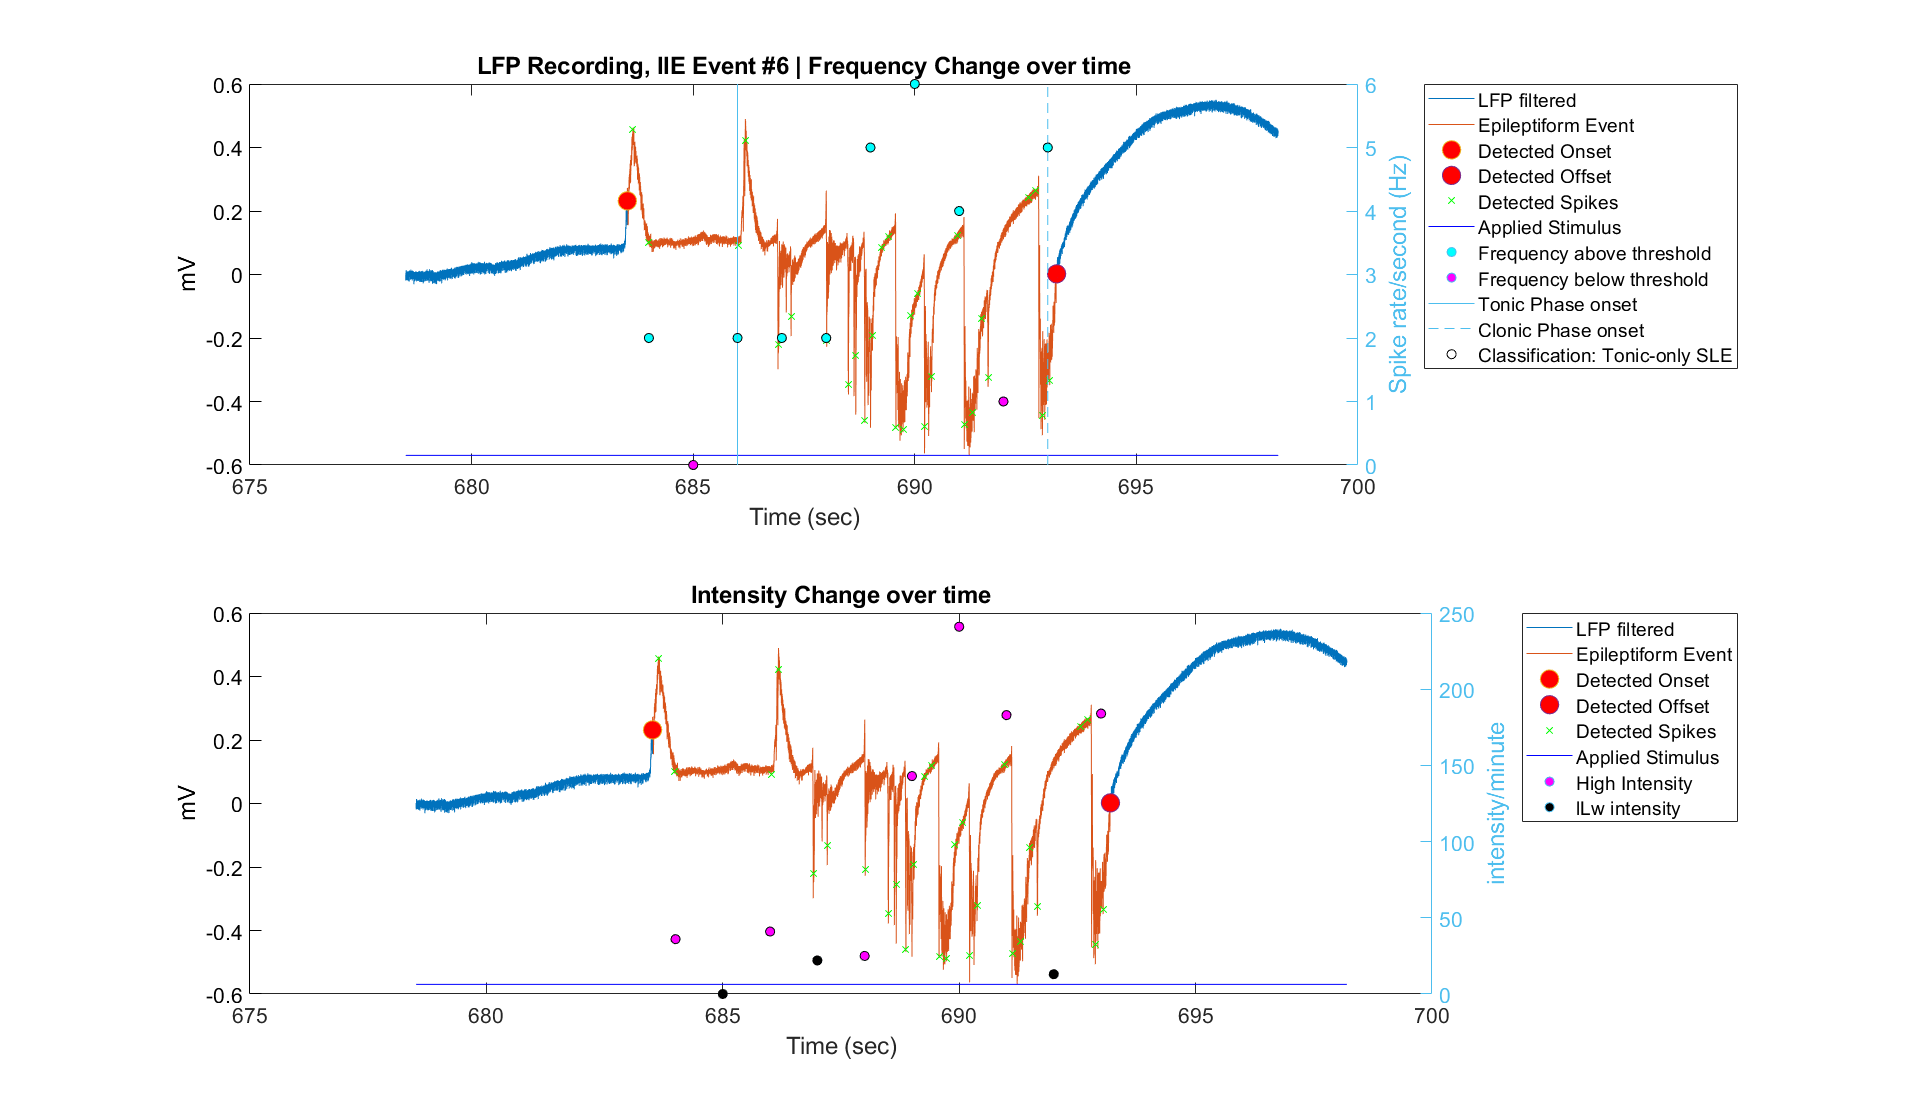 LFP Recording, IIE Event #6 | Frequency Change over time
0.6
0.4
0.2
0
-0.2
-0.4
-0.6
mV
675
680
685
690
695
700
Time (sec)
6
5
4
3
2
1
0
Spike rate/second (Hz)
LFP filtered
Epileptiform Event
Detected Onset
Detected Offset
Detected Spikes
Applied Stimulus
Frequency above threshold
Frequency below threshold
Tonic Phase onset
Clonic Phase onset
Classification: Tonic-only SLE
Intensity Change over time
0.6
0.4
0.2
0
-0.2
-0.4
-0.6
mV
675
680
685
690
695
700
Time (sec)
250
200
150
100
50
0
intensity/minute
LFP filtered
Epileptiform Event
Detected Onset
Detected Offset
Detected Spikes
Applied Stimulus
High Intensity
lLw intensity